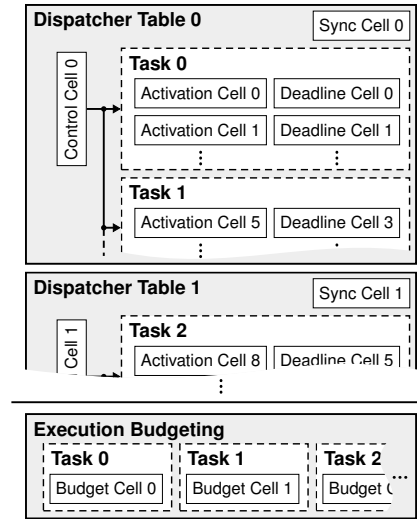 Dispatcher Table 0
Sync Cell 0
Control Cell 0
Task 0
Activation Cell 0 Deadline Cell 0
Activation Cell 1 Deadline Cell 1
Task 1
Activation Cell 5 Deadline Cell 3
Dispatcher Table 1
Sync Cell 1
Cell 1
Task 2
Activation Cell 8 Deadline Cell 5
Execution Budgeting
Task 0 Task 1 Task 2
Budget Cell 0 Budget Cell 1 Budget
...